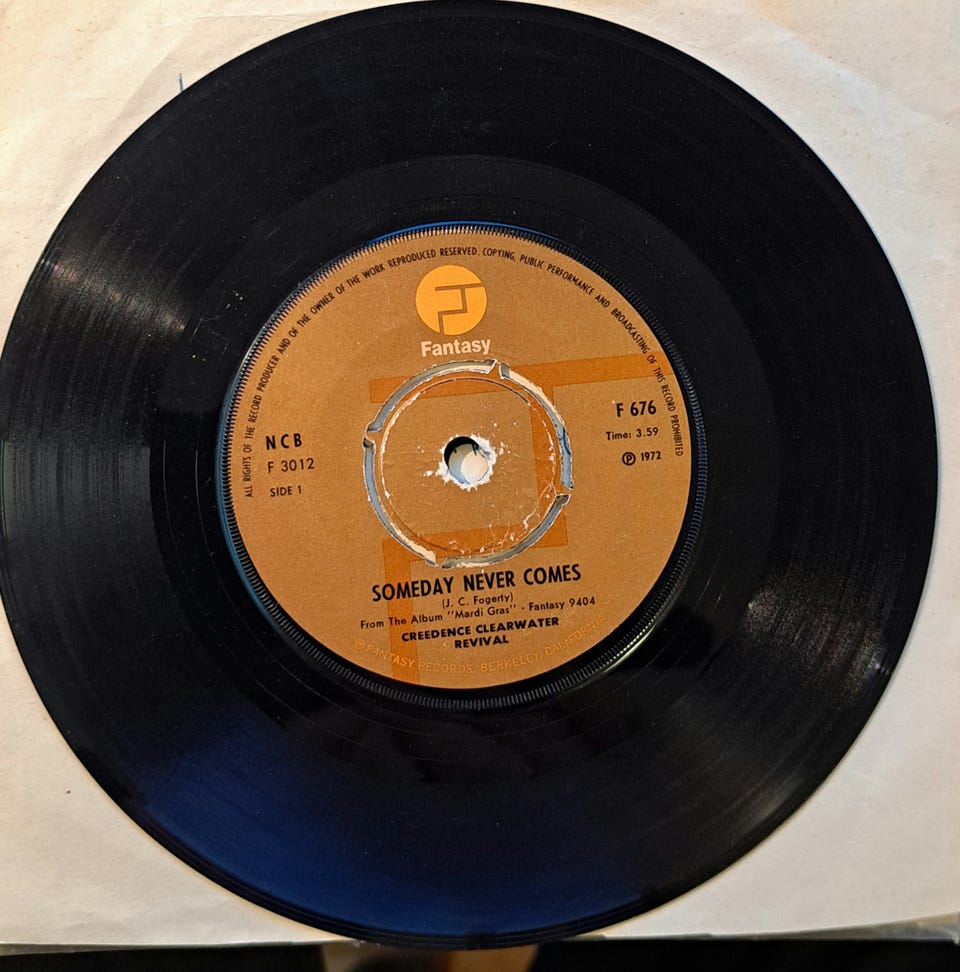 ALL RIGHTS OF THE RECORD PRODUCER AND OF THE OWNER OF THE WORK REPRODUCED RESERVED. COPYING, PUBLIC PERFORMANCE AND BROADCASTING OF THIS RECORD PROHIBITED
Fantasy
NCB
F 3012
SIDE 1
F 676
Time: 3.59
Ⓟ 1972
SOMEDAY NEVER COMES
(J. C. Fogerty)
From The Album "Mardi Gras" - Fantasy 9404
CREEDENCE CLEARWATER
REVIVAL
® FANTASY RECORDS, BERKELEY, CALIFORNIA